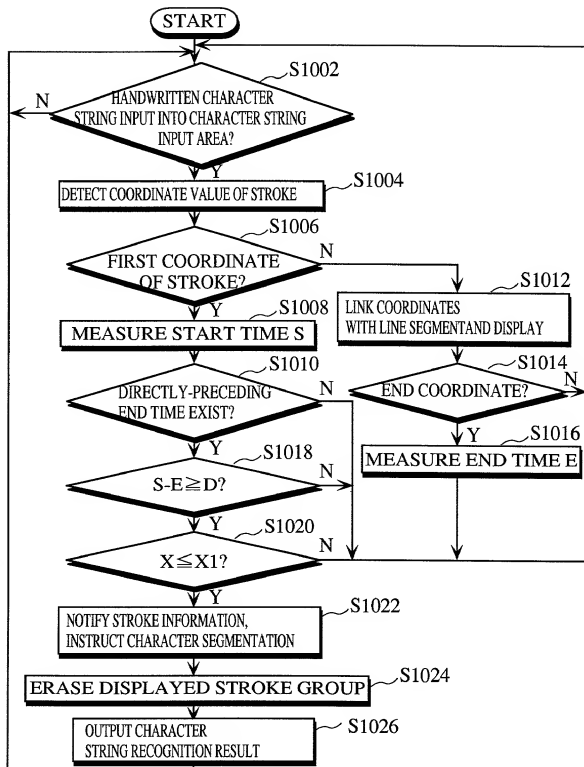 START
S1002
N
HANDWRITTEN CHARACTER
STRING INPUT INTO CHARACTER STRING
INPUT AREA?
Y
S1004
DETECT COORDINATE VALUE OF STROKE
S1006
N
FIRST COORDINATE
OF STROKE?
Y
S1012
LINK COORDINATES
WITH LINE SEGMENTAND DISPLAY
S1008
MEASURE START TIME S
S1010
Y
N
DIRECTLY-PRECEDING
END TIME EXIST?
S1014
END COORDINATE?
N
Y
S1016
MEASURE END TIME E
Y
S1018
S-E≧D?
N
Y
S1020
X≦X1?
N
Y
S1022
NOTIFY STROKE INFORMATION,
INSTRUCT CHARACTER SEGMENTATION
S1024
ERASE DISPLAYED STROKE GROUP
S1026
OUTPUT CHARACTER
STRING RECOGNITION RESULT